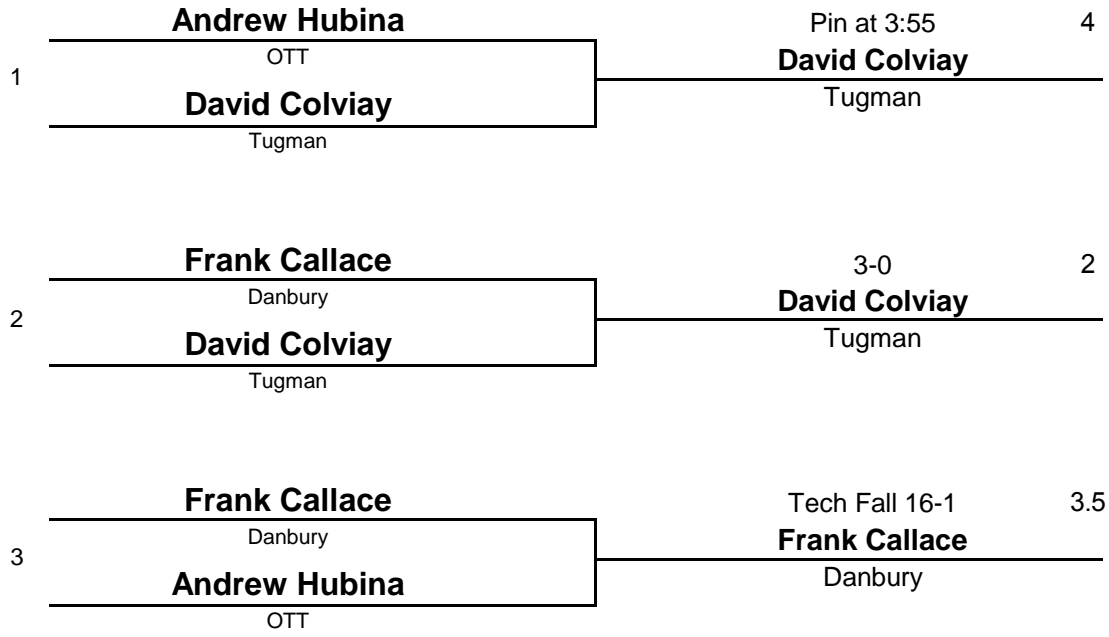 Andrew Hubina
OTT
1
David Colviay
Tugman
Pin at 3:55 4
David Colviay
Tugman
Frank Callace
Danbury
2
David Colviay
Tugman
3-0 2
David Colviay
Tugman
Frank Callace
Danbury
3
Andrew Hubina
OTT
Tech Fall 16-1 3.5
Frank Callace
Danbury